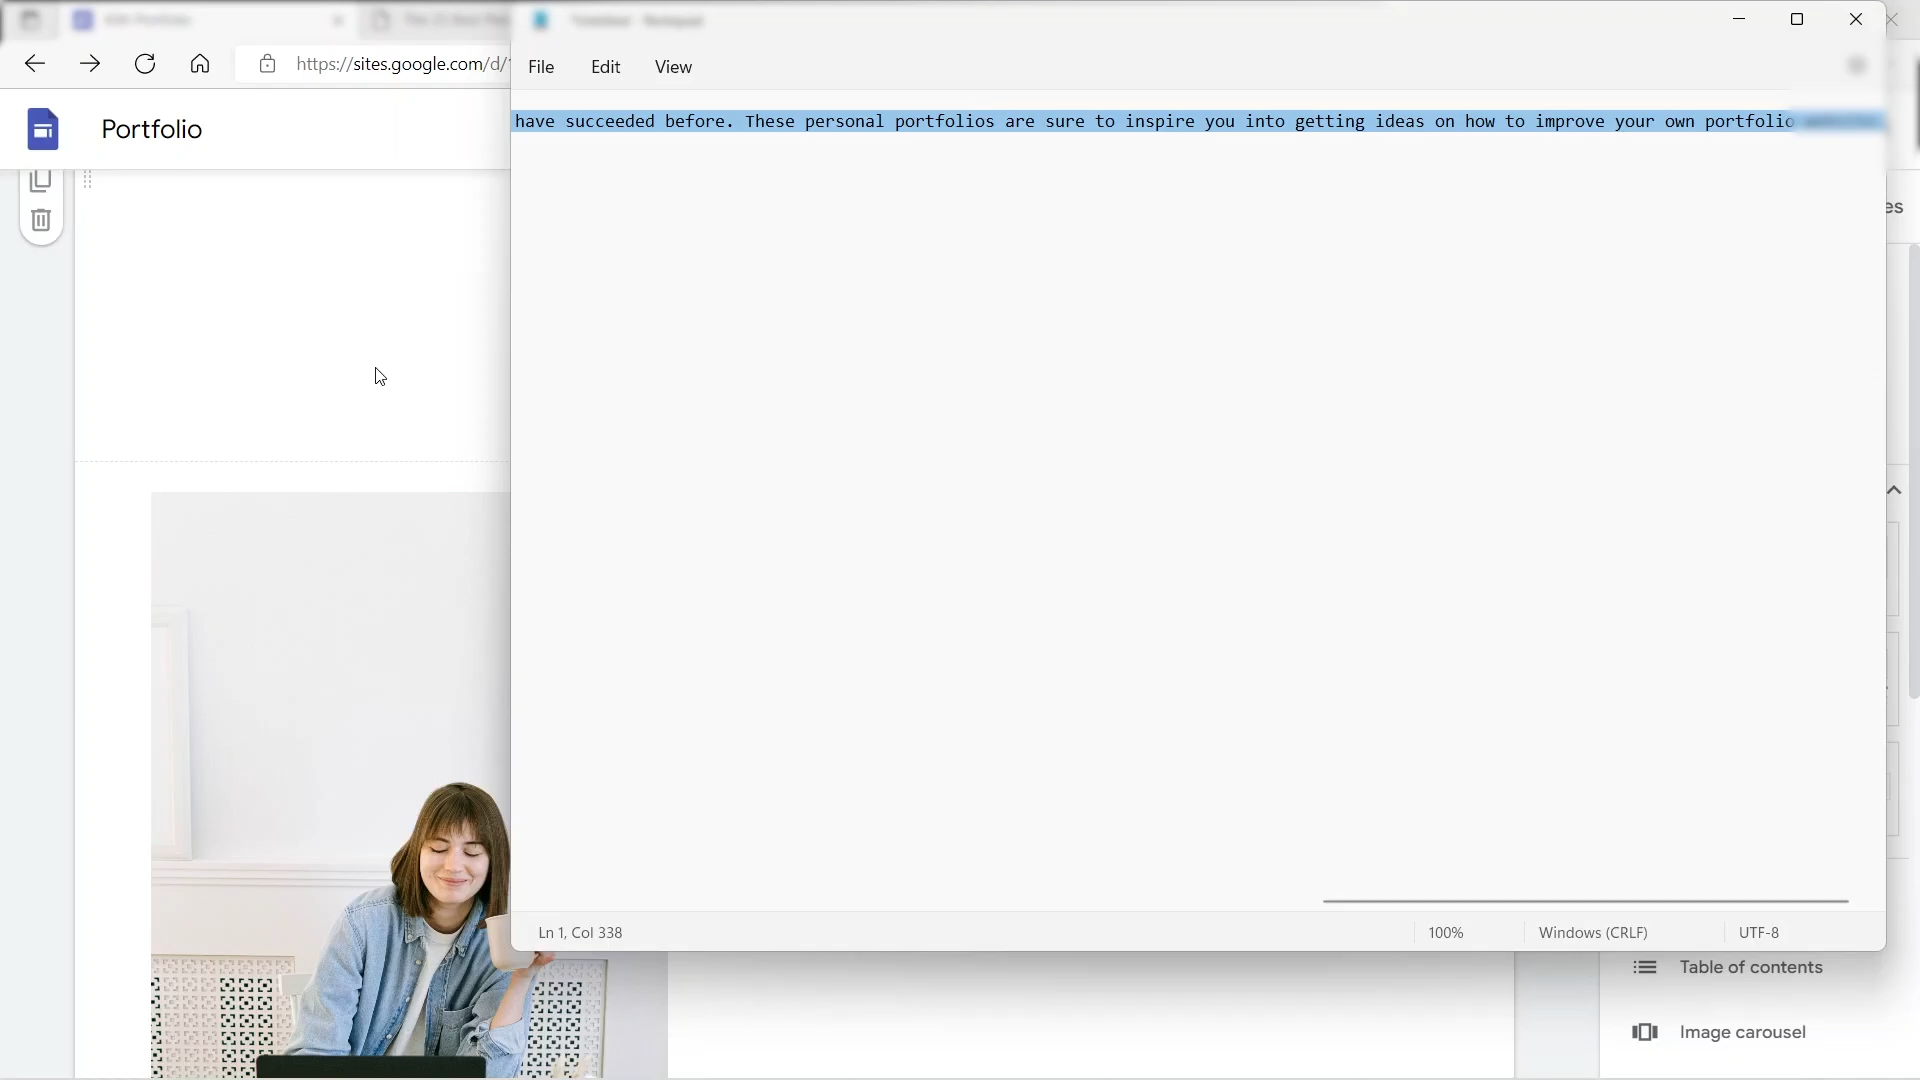 https://sites.google.com/d/
Portfolio
File Edit View
have succeeded before. These personal portfolios are sure to inspire you into getting ideas on how to improve your own portfolio
es
Ln 1, Col 338
100%
Windows (CRLF)
UTF-8
Table of contents
Image carousel